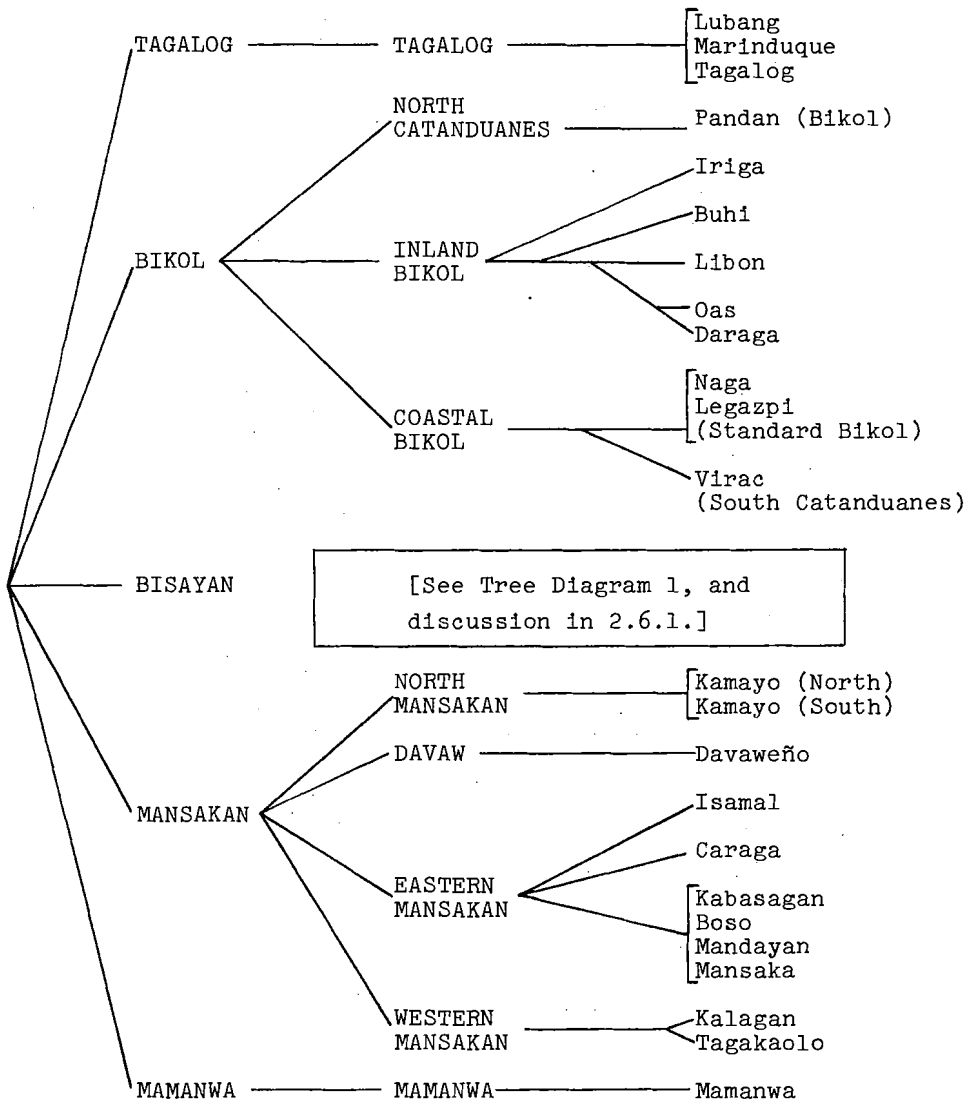 Lubang
TAGALOG TAGALOG Marinduque
Tagalog
NORTH
CATANDUANES Pandan (Bikol)
Iriga
Buhi
BIKOL INLAND Libon
BIKOL
Oas
Daraga
Naga
COASTAL Legazpi
BIKOL (Standard Bikol)
Virac
(South Catanduanes)
BISAYAN [See Tree Diagram 1, and
discussion in 2.6.1.]
NORTH Kamayo (North)
MANSAKAN Kamayo (South)
DAVAW Davaweño
MANSAKAN Isamal
Caraga
EASTERN Kabasagan
MANSAKAN Boso
Mandayan
Mansaka
WESTERN Kalagan
MANSAKAN Tagakaolo
MAMANWA MAMANWA Mamanwa